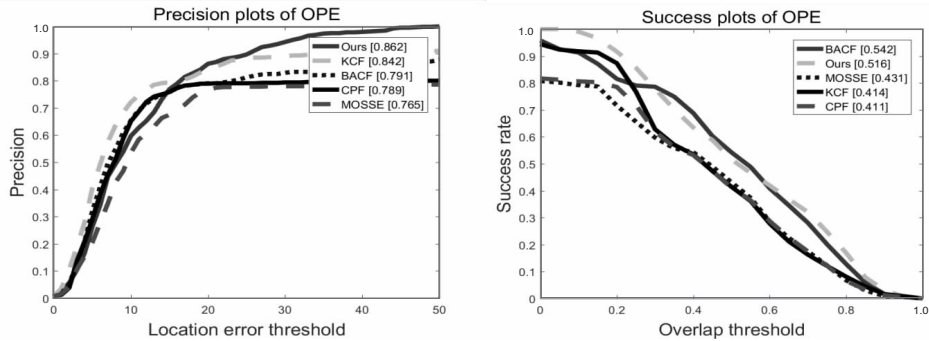 Precision plots of OPE
1
0.9
0.8
0.7
0.6
0.5
0.4
0.3
0.2
0.1
0
Precision
Ours [0.862]
KCF [0.842]
BACF [0.791]
CPF [0.789]
MOSSE [0.765]
0
10
20
30
40
50
Location error threshold
Success plots of OPE
1
0.9
0.8
0.7
0.6
0.5
0.4
0.3
0.2
0.1
0
Success rate
BACF [0.542]
Ours [0.516]
MOSSE [0.431]
KCF [0.414]
CPF [0.411]
0
0.2
0.4
0.6
0.8
1.0
Overlap threshold